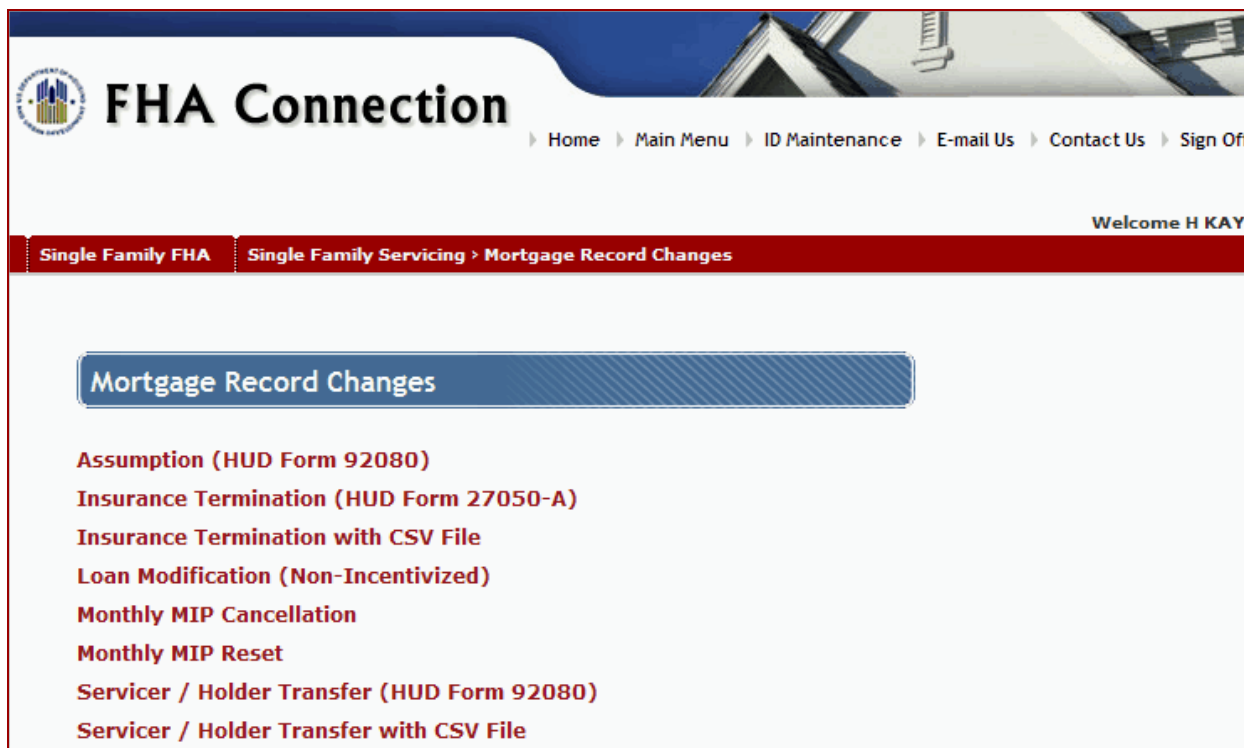 FHA Connection
Home Main Menu ID Maintenance E-mail Us Contact Us Sign Of
Welcome H KAY
Single Family FHA Single Family Servicing > Mortgage Record Changes
Mortgage Record Changes
Assumption (HUD Form 92080)
Insurance Termination (HUD Form 27050-A)
Insurance Termination with CSV File
Loan Modification (Non-Incentivized)
Monthly MIP Cancellation
Monthly MIP Reset
Servicer / Holder Transfer (HUD Form 92080)
Servicer / Holder Transfer with CSV File